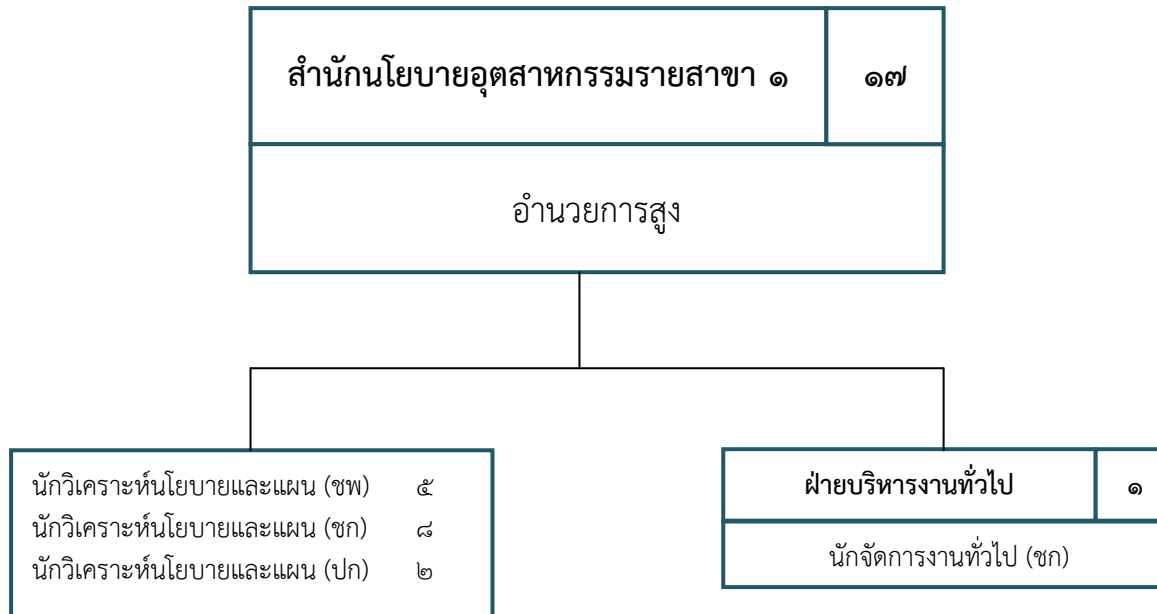 สำนักนโยบายอุตสาหกรรมรายสาขา ๑ ๑๗
อำนวยการสูง
นักวิเคราะห์นโยบายและแผน (ชพ) ๕
นักวิเคราะห์นโยบายและแผน (ชก) ๘
นักวิเคราะห์นโยบายและแผน (ปก) ๒
ฝ่ายบริหารงานทั่วไป ๑
นักจัดการงานทั่วไป (ชก)